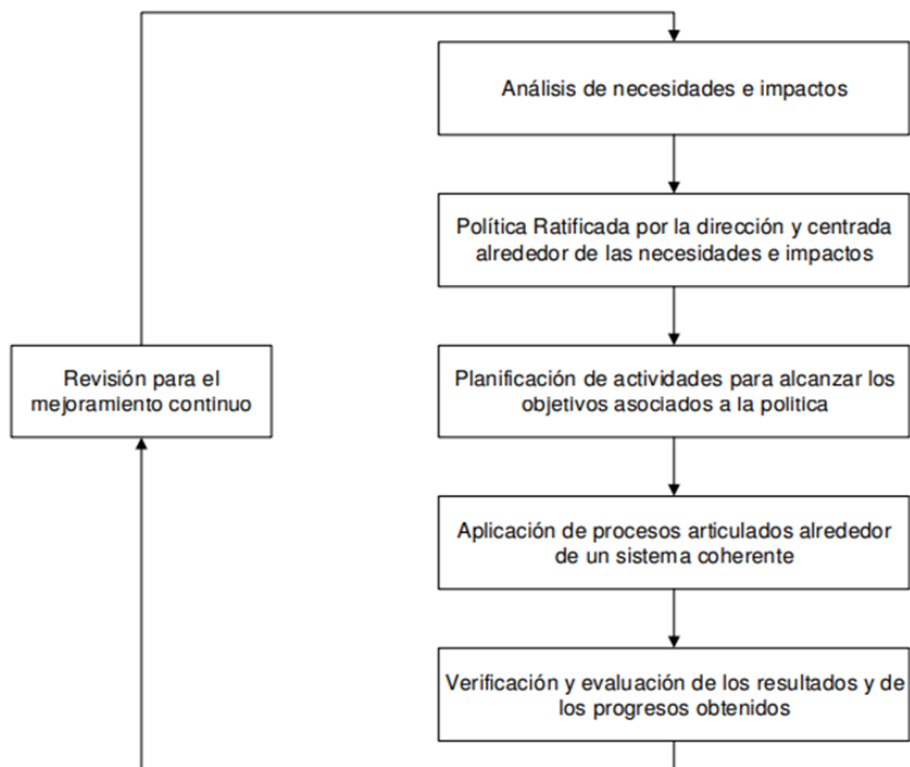 Análisis de necesidades e impactos
Política Ratificada por la dirección y centrada
alrededor de las necesidades e impactos
Revisión para el
mejoramiento continuo
Planificación de actividades para alcanzar los
objetivos asociados a la politica
Aplicación de procesos articulados alrededor
de un sistema coherente
Verificación y evaluación de los resultados y de
los progresos obtenidos